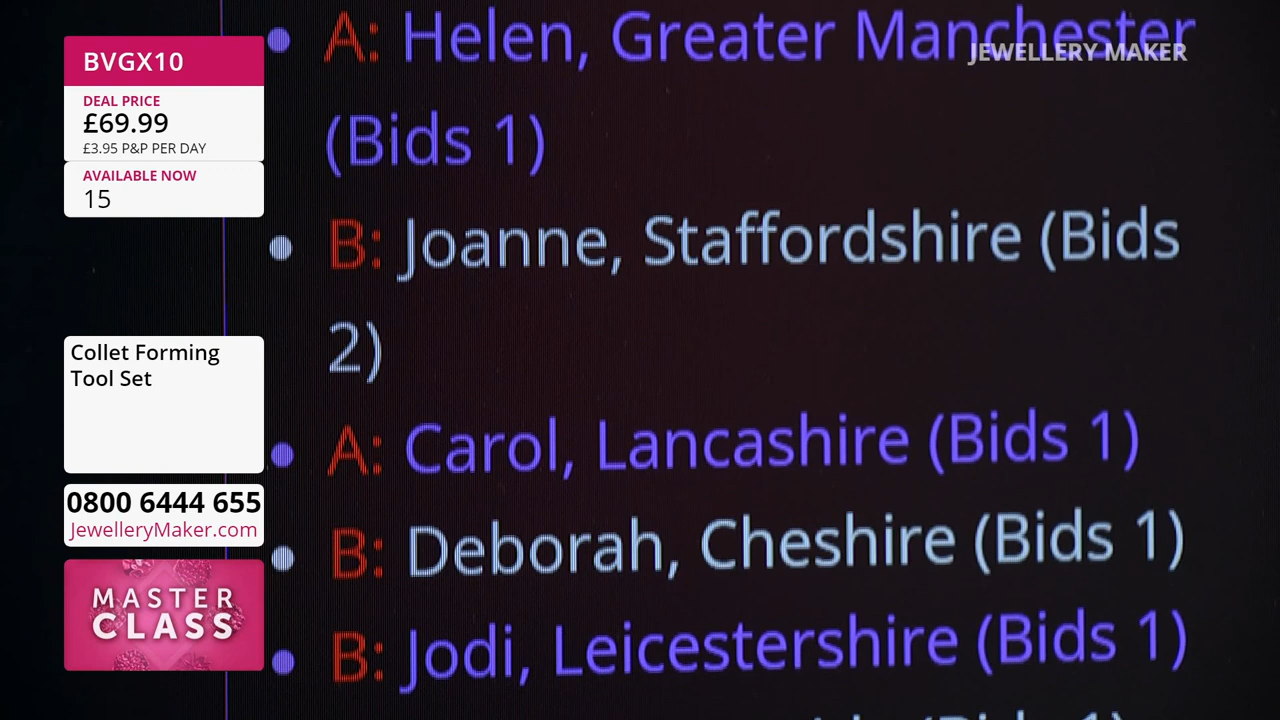 BVGX10
DEAL PRICE
£69.99
£3.95 P&P PER DAY
AVAILABLE NOW
15
Collet Forming
Tool Set
0800 6444 655
JewelleryMaker.com
MASTER
CLASS
JEWELLERY MAKER
A: Helen, Greater Manchester
(Bids 1)
B: Joanne, Staffordshire (Bids
2)
A: Carol, Lancashire (Bids 1)
B: Deborah, Cheshire (Bids 1)
B: Jodi, Leicestershire (Bids 1)